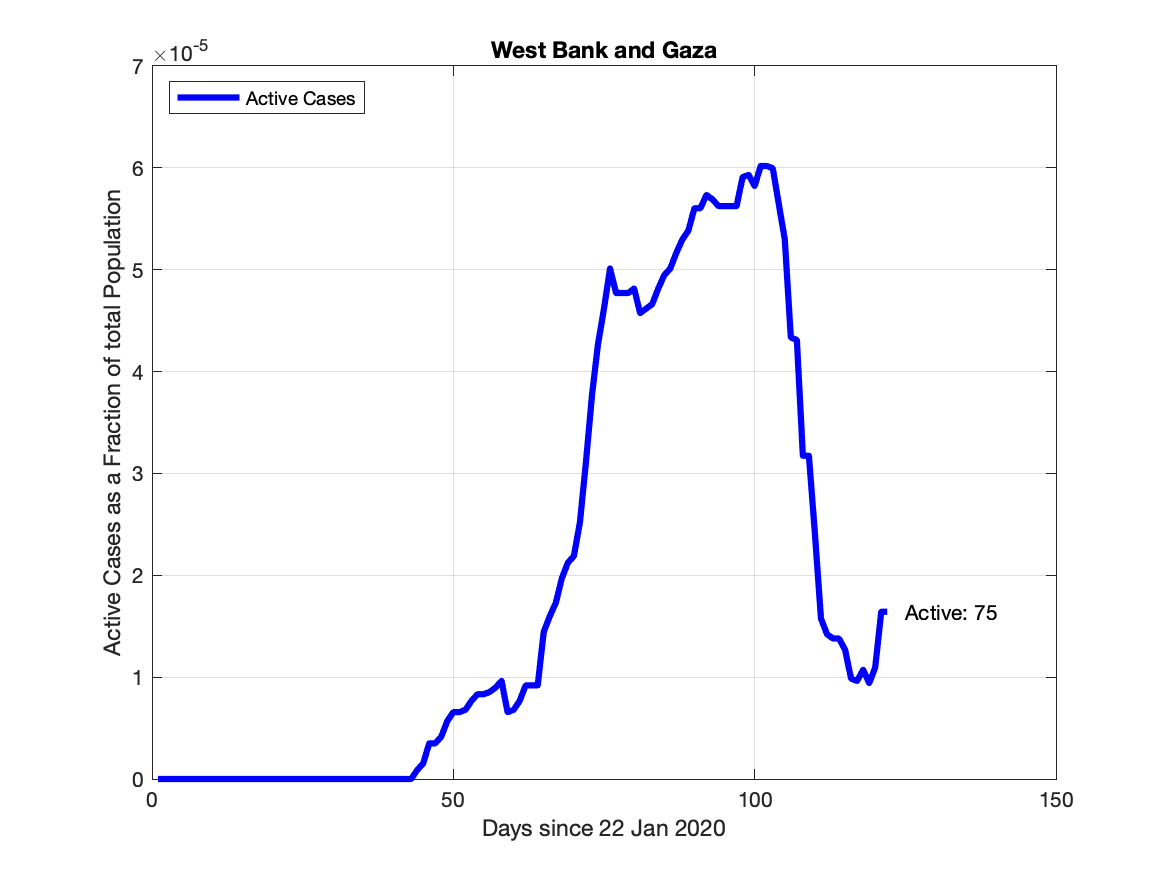 West Bank and Gaza
×10-5
Active Cases
7
6
5
4
3
2
1
0
Active Cases as a Fraction of total Population
Active: 75
0 50 100 150
Days since 22 Jan 2020